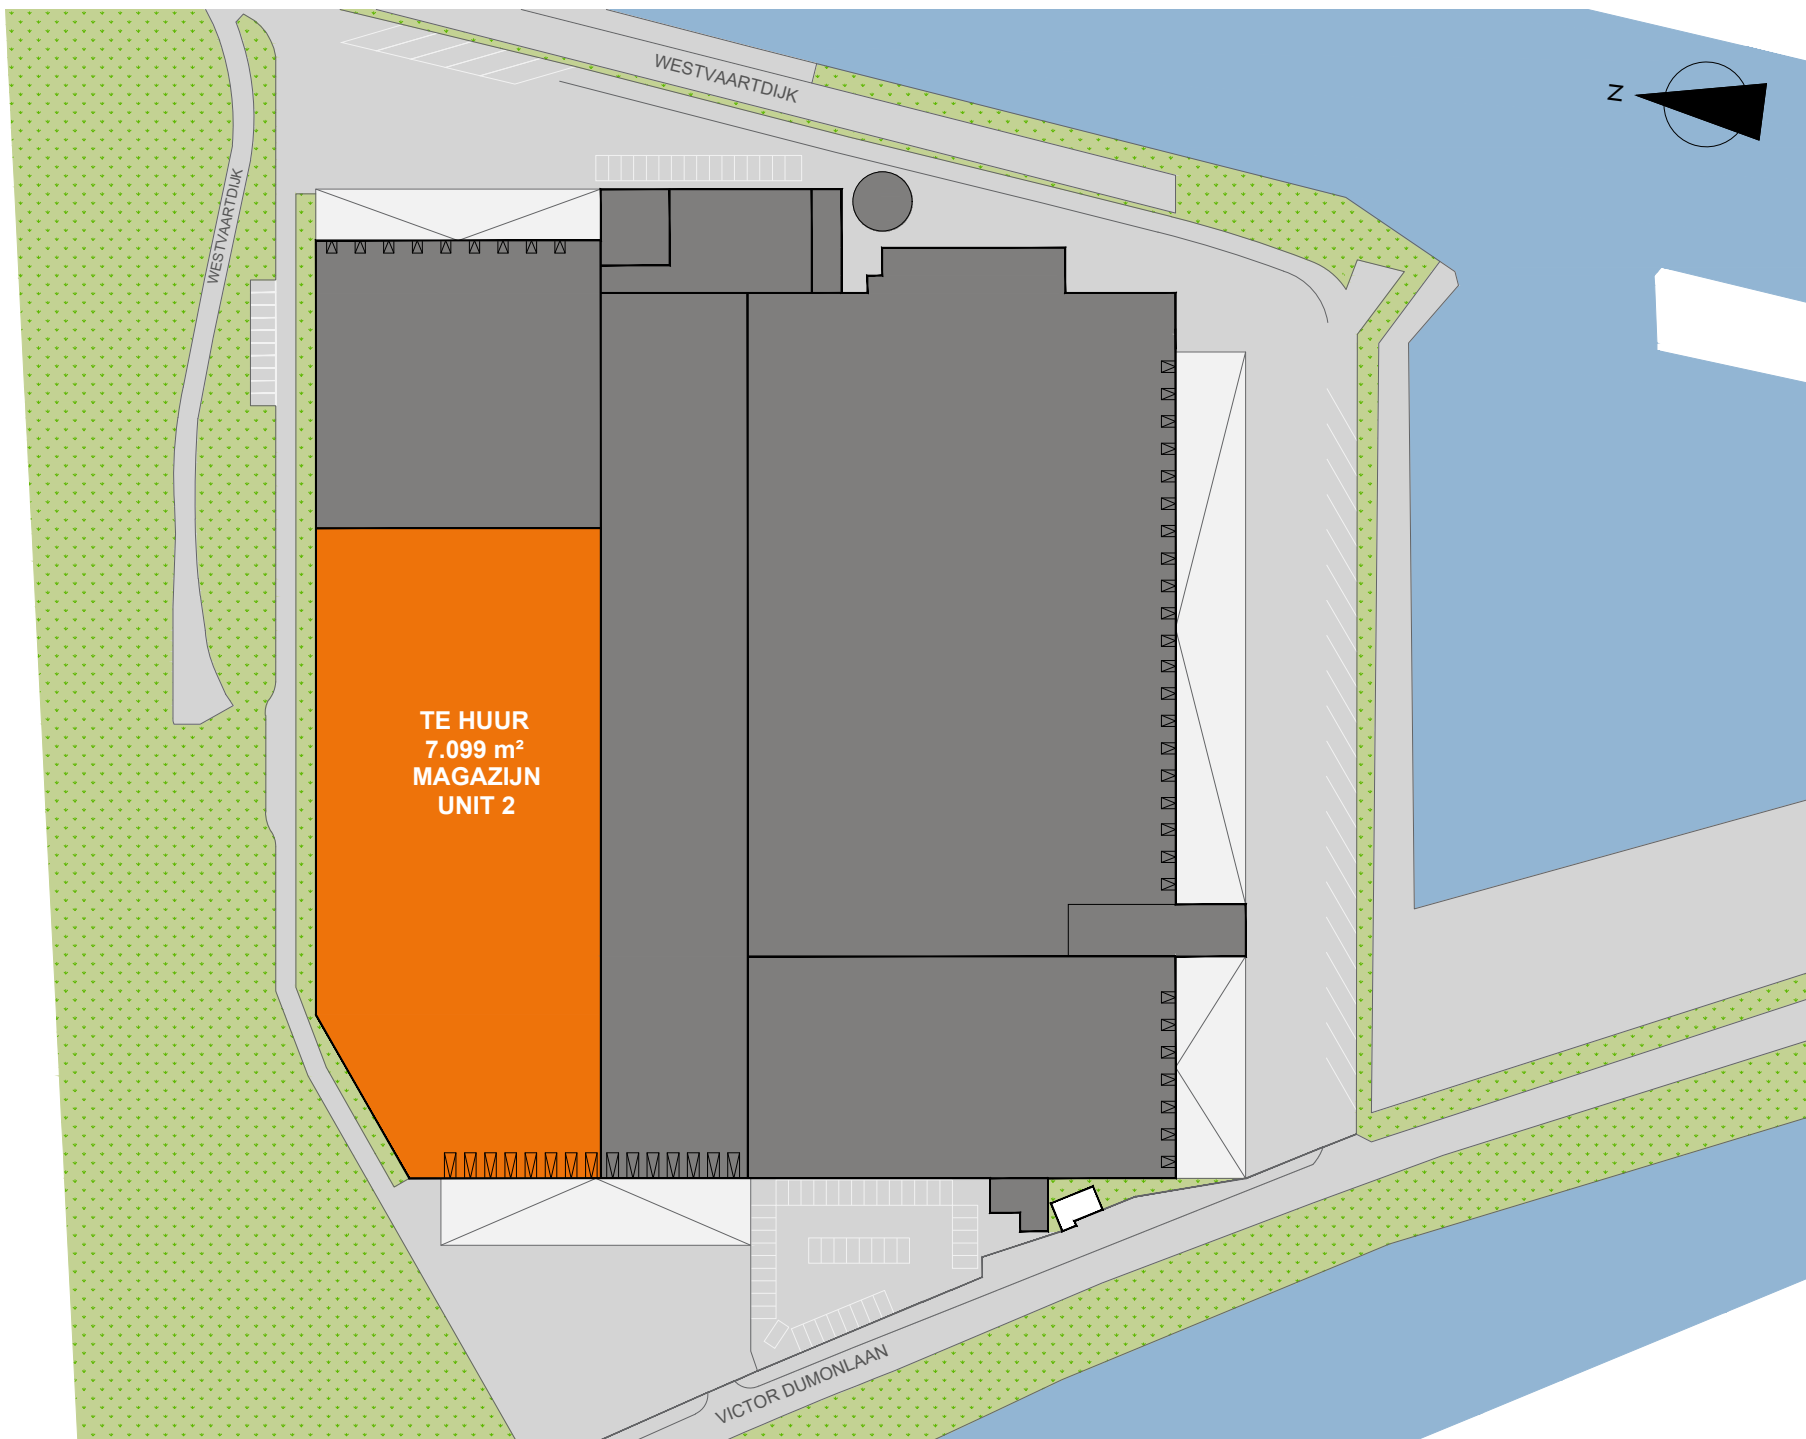 WESTVAARTDIJK
N
WESTVAARTDIJK
TE HUUR
7.099 m²
MAGAZIJN
UNIT 2
VICTOR DUMONLAAN